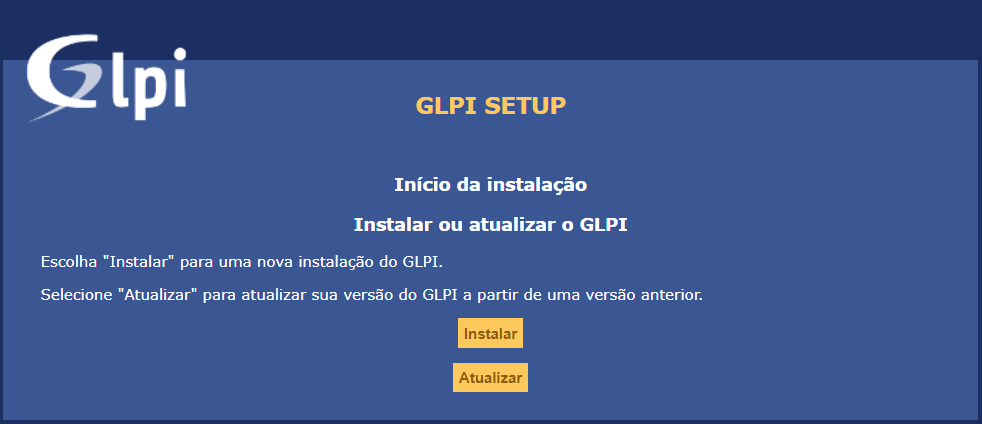 Glpi
GLPI SETUP
Início da instalação
Instalar ou atualizar o GLPI
Escolha "Instalar" para uma nova instalação do GLPI.
Selecione "Atualizar" para atualizar sua versão do GLPI a partir de uma versão anterior.
Instalar
Atualizar